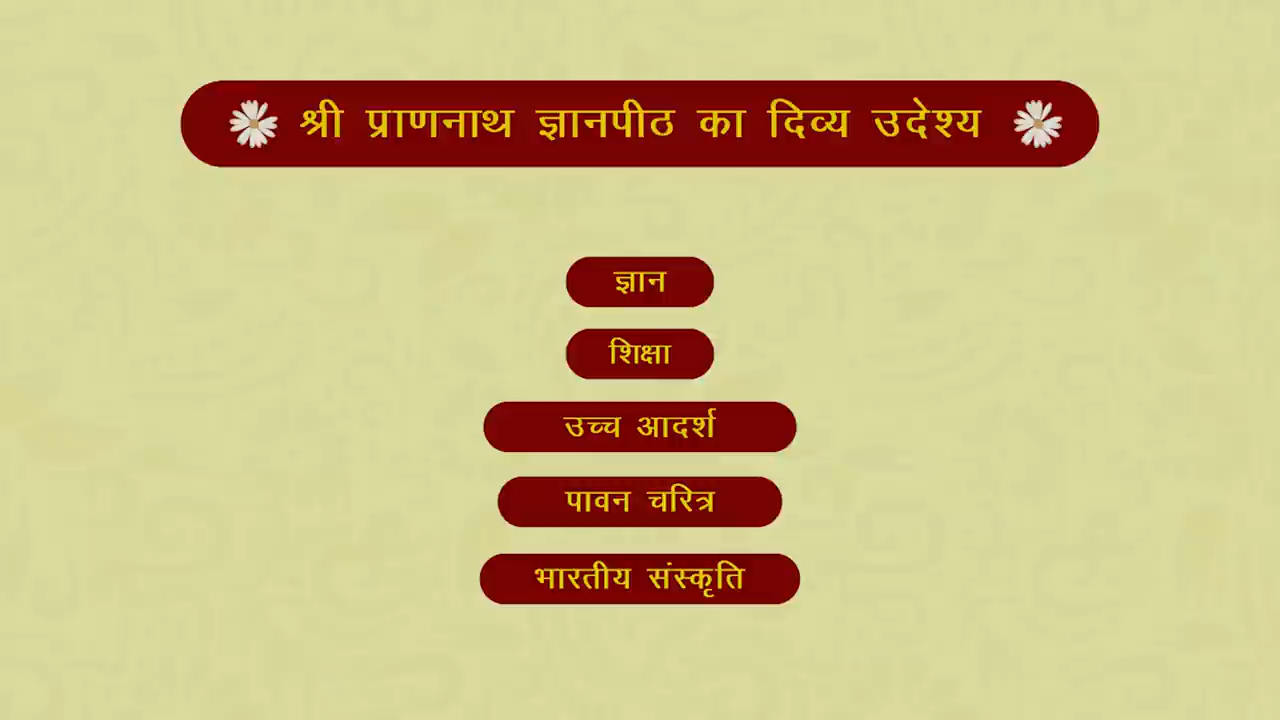 श्री प्राणनाथ ज्ञानपीठ का दिव्य उदेश्य
ज्ञान
शिक्षा
उच्च आदर्श
पावन चरित्र
भारतीय संस्कृति